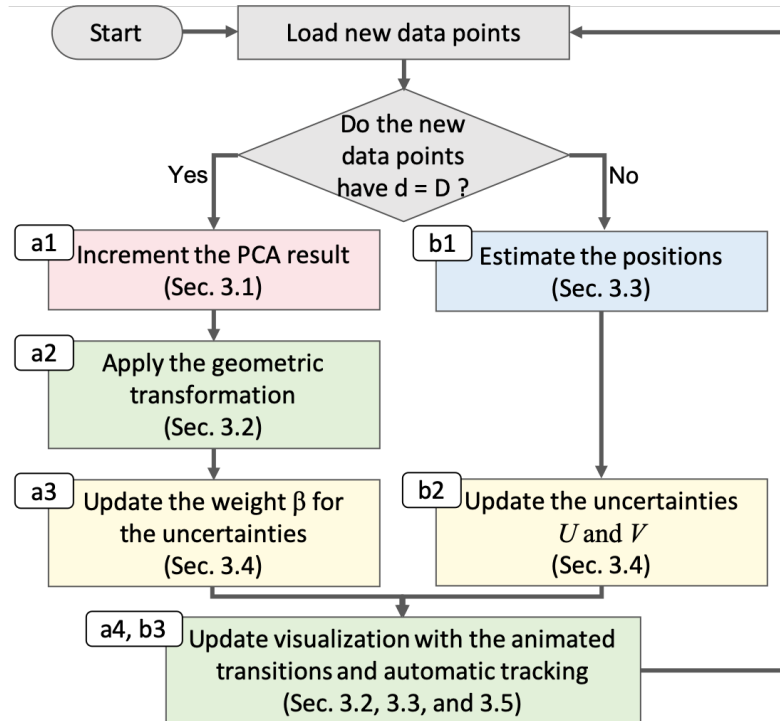 Start
Load new data points
Do the new
data points
have d = D ?
Yes
No
a1
Increment the PCA result
(Sec. 3.1)
b1
Estimate the positions
(Sec. 3.3)
a2
Apply the geometric
transformation
(Sec. 3.2)
a3
Update the weight β for
the uncertainties
(Sec. 3.4)
b2
Update the uncertainties
U and V
(Sec. 3.4)
a4, b3
Update visualization with the animated
transitions and automatic tracking
(Sec. 3.2, 3.3, and 3.5)